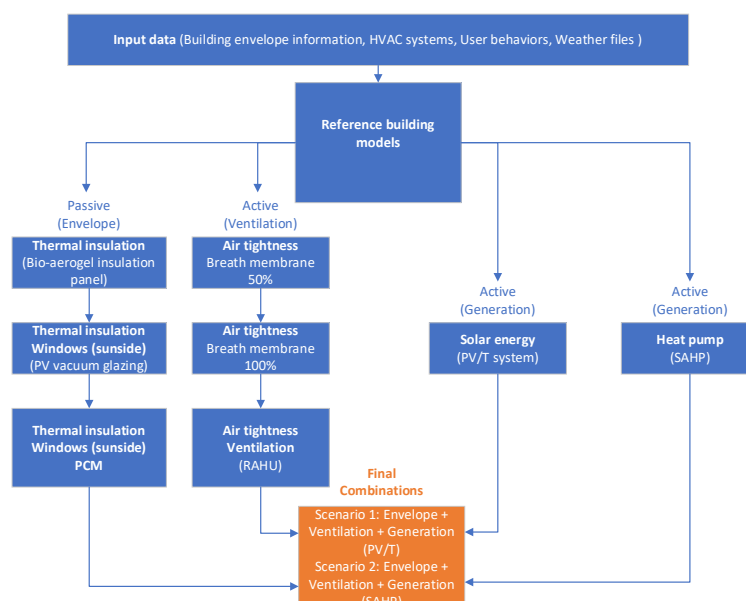 Input data (Building envelope information, HVAC systems, User behaviors, Weather files )
Reference building
models
Passive
(Envelope)
Thermal insulation
(Bio-aerogel insulation
panel)
Thermal insulation
Windows (sunside)
(PV vacuum glazing)
Thermal insulation
Windows (sunside)
PCM
Active
(Ventilation)
Air tightness
Breath membrane
50%
Air tightness
Breath membrane
100%
Air tightness
Ventilation
(RAHU)
Active
(Generation)
Solar energy
(PV/T system)
Active
(Generation)
Heat pump
(SAHP)
Final
Combinations
Scenario 1: Envelope +
Ventilation + Generation
(PV/T)
Scenario 2: Envelope +
Ventilation + Generation
(SAHP)